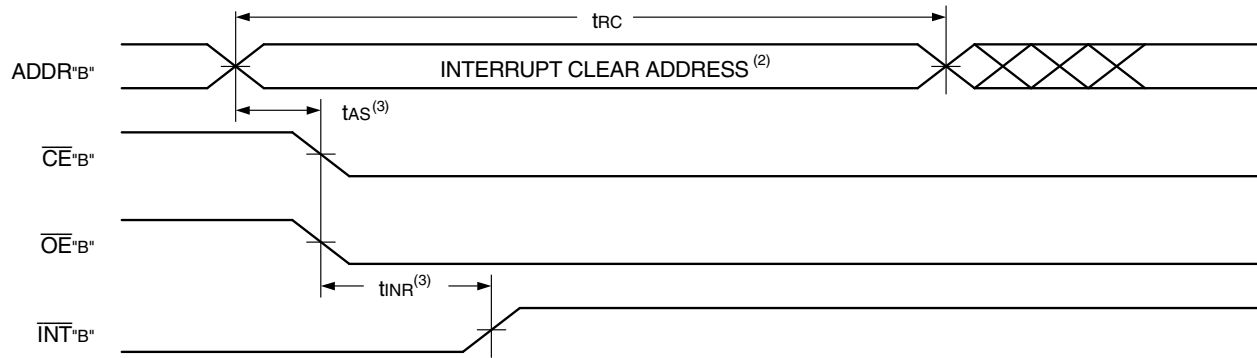 tRC
ADDR"B"
INTERRUPT CLEAR ADDRESS (2)
tAS(3)
CE"B"
OE"B"
tINR(3)
INT"B"